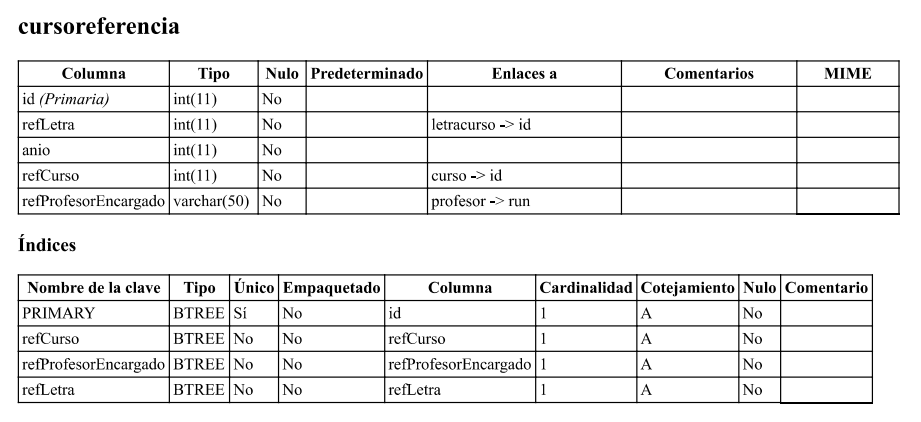 cursoreferencia
Columna Tipo Nulo Predeterminado Enlaces a Comentarios MIME
id (Primaria) int(11) No
refLetra int(11) No letracurso -> id
anio int(11) No
refCurso int(11) No curso -> id
refProfesorEncargado varchar(50) No profesor -> run
Índices
Nombre de la clave Tipo Único Empaquetado Columna Cardinalidad Cotejamiento Nulo Comentario
PRIMARY BTREE Sí No id 1 A No
refCurso BTREE No No refCurso 1 A No
refProfesorEncargado BTREE No No refProfesorEncargado 1 A No
refLetra BTREE No No refLetra 1 A No